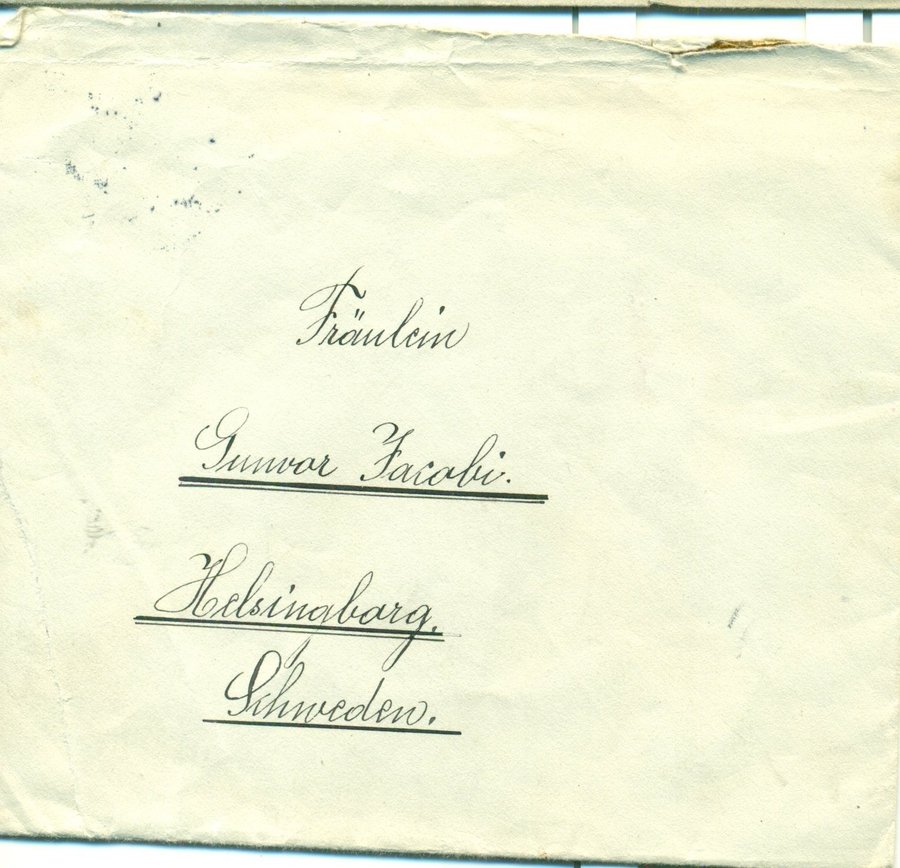 Fräulein
Gunvor Jacobi.
Helsingborg.
Schweden.